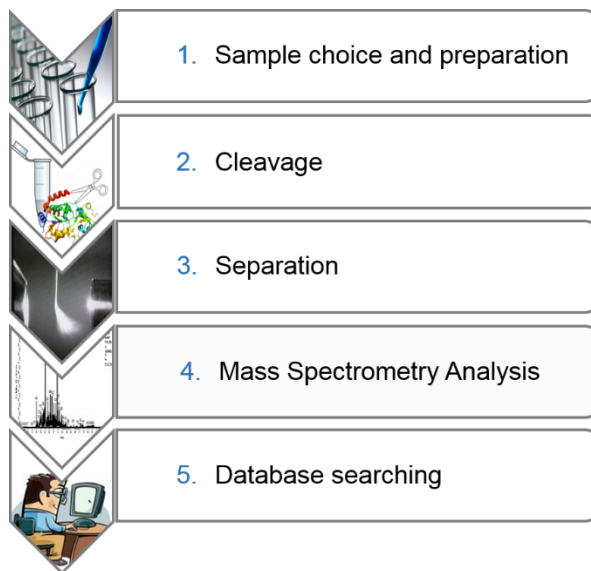 1. Sample choice and preparation
2. Cleavage
3. Separation
4. Mass Spectrometry Analysis
5. Database searching